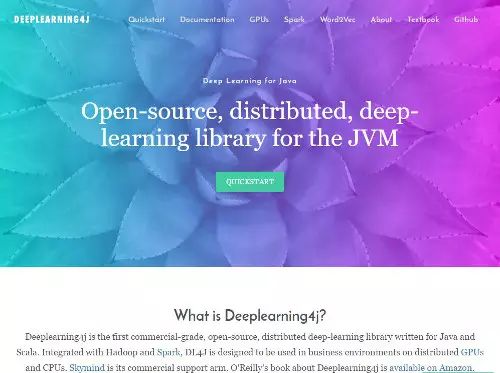 DEEPLEARNING4J Quickstart Documentation GPUs Spark Word2Vec About Textbook Github
Deep Learning for Java
Open-source, distributed, deep-
learning library for the JVM
QUICKSTART
What is Deeplearning4j?
Deeplearning4j is the first commercial-grade, open-source, distributed deep-learning library written for Java and
Scala. Integrated with Hadoop and Spark, DL4J is designed to be used in business environments on distributed GPUs
and CPUs. Skymind is its commercial support arm. O'Reilly's book about Deeplearning4j is available on Amazon.